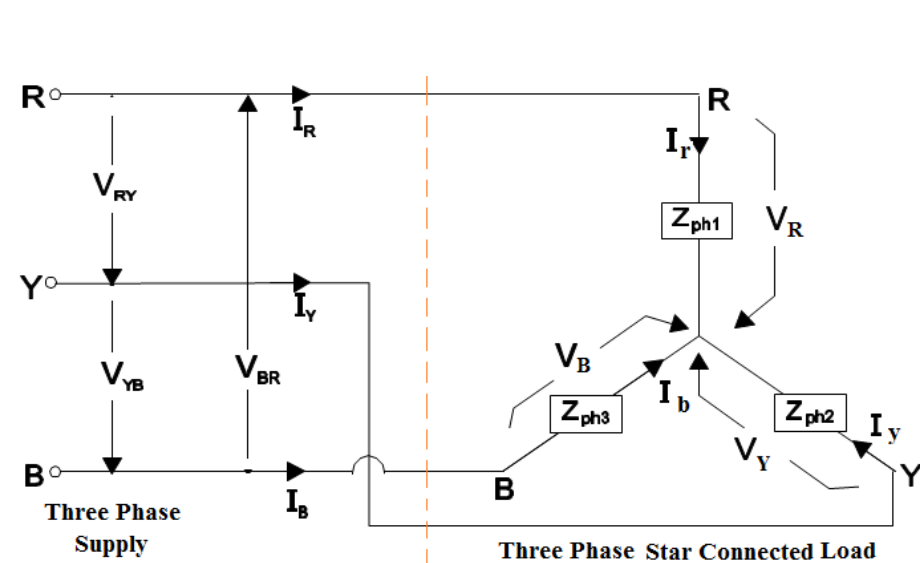 R
I_R
R
I_r
V_RY
Z_ph1
V_R
Y
I_Y
V_YB
V_BR
V_B
I_b
Z_ph3
Z_ph2
I_y
V_Y
B
I_B
B
Y
Three Phase
Supply
Three Phase Star Connected Load